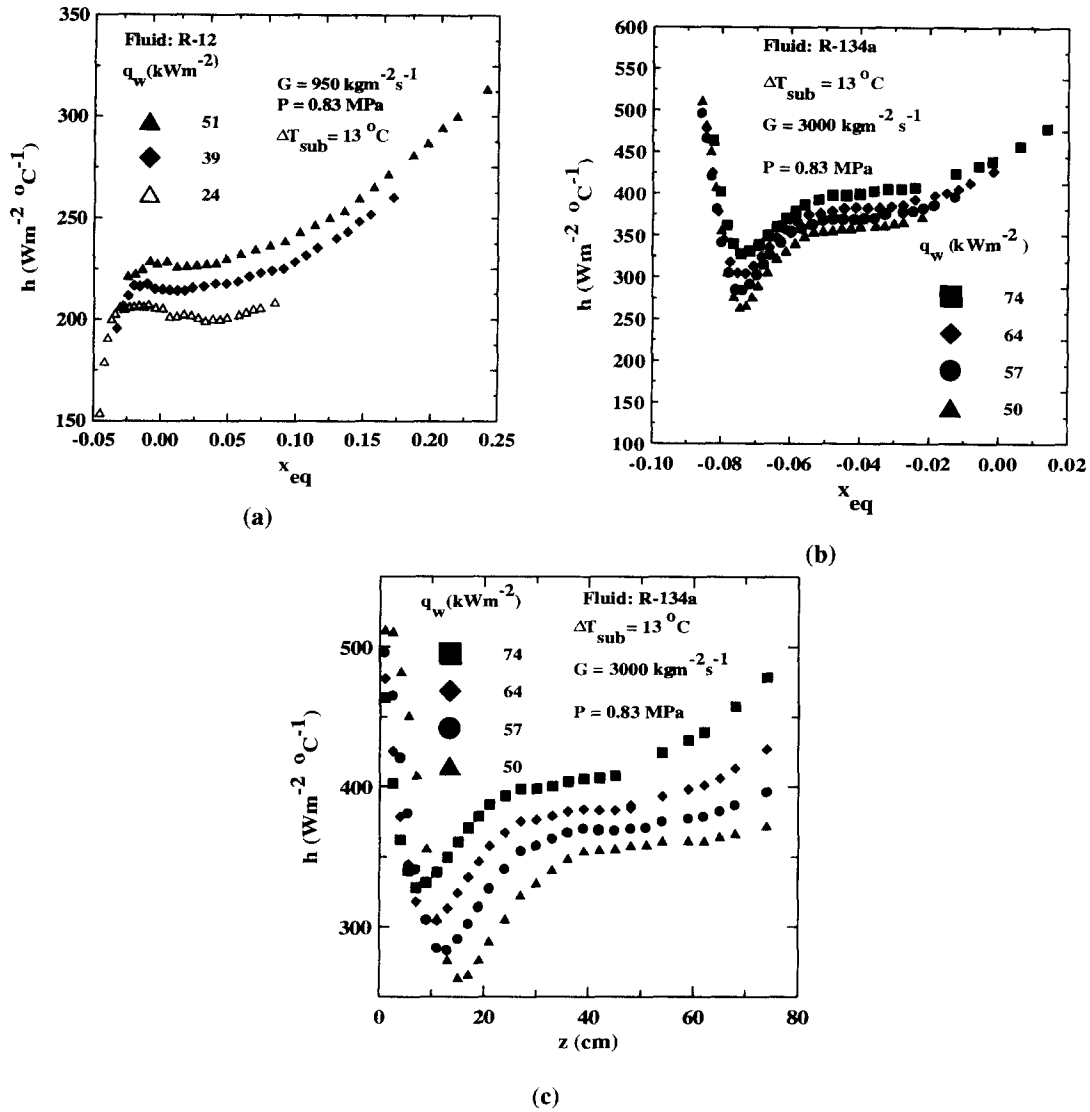 Fluid: R-12
q_w (kWm^-2)
G = 950 kgm^-2 s^-1
P = 0.83 MPa
ΔT_sub = 13 °C
51
39
24
350
300
250
200
150
h (Wm^-2 °C^-1)
-0.05 0.00 0.05 0.10 0.15 0.20 0.25
x_eq
(a)
Fluid: R-134a
ΔT_sub = 13 °C
G = 3000 kgm^-2 s^-1
P = 0.83 MPa
q_w (kWm^-2)
74
64
57
50
600
550
500
450
400
350
300
250
200
150
100
h (Wm^-2 °C^-1)
-0.10 -0.08 -0.06 -0.04 -0.02 0.00 0.02
x_eq
(b)
q_w (kWm^-2)
74
64
57
50
Fluid: R-134a
ΔT_sub = 13 °C
G = 3000 kgm^-2 s^-1
P = 0.83 MPa
500
400
300
h (Wm^-2 °C^-1)
0 20 40 60 80
z (cm)
(c)